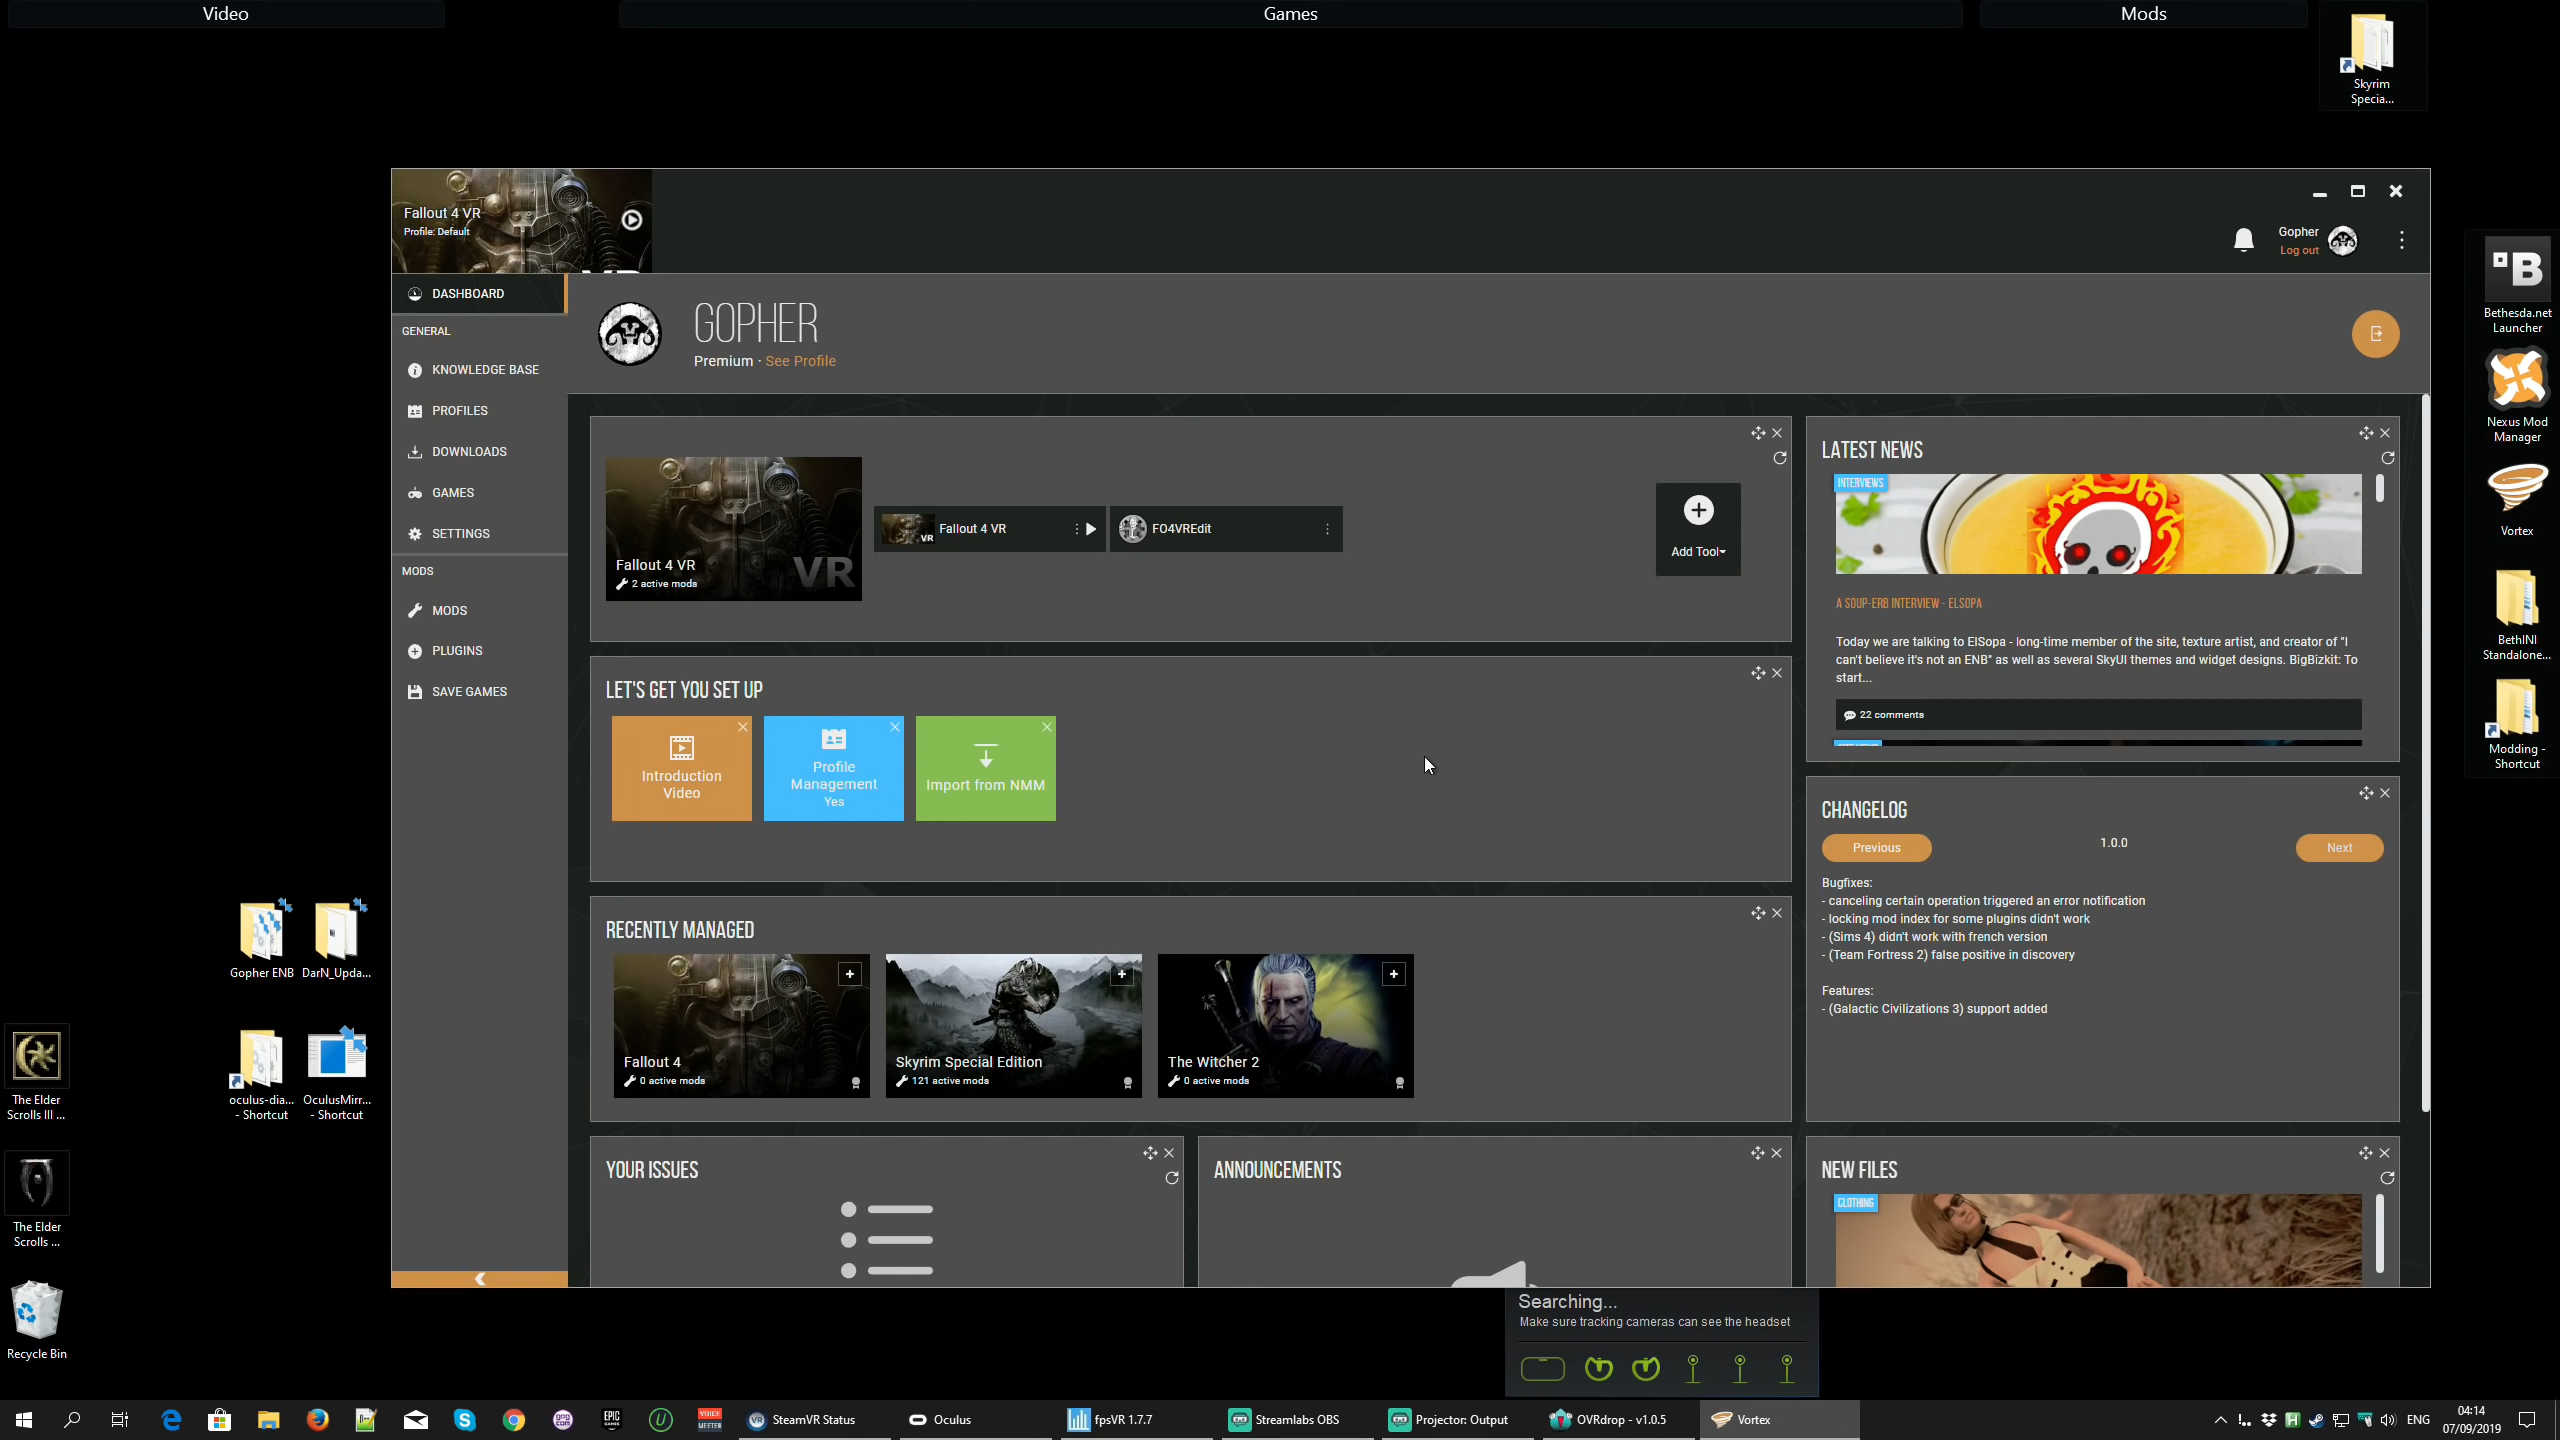 Video
Games
Mods
Skyrim
Specia...
Fallout 4 VR
Profile: Default
Gopher
Log out
DASHBOARD
GENERAL
KNOWLEDGE BASE
PROFILES
DOWNLOADS
GAMES
SETTINGS
MODS
MODS
PLUGINS
SAVE GAMES
GOPHER
Premium · See Profile
Fallout 4 VR
2 active mods
VR
VR
Fallout 4 VR
FO4VREdit
Add Tool
LET'S GET YOU SET UP
Introduction
Video
Profile
Management
Yes
Import from NMM
RECENTLY MANAGED
Fallout 4
0 active mods
Skyrim Special Edition
121 active mods
The Witcher 2
0 active mods
YOUR ISSUES
ANNOUNCEMENTS
LATEST NEWS
INTERVIEWS
A SOUP-ERB INTERVIEW - ELSOPA
Today we are talking to ElSopa - long-time member of the site, texture artist, and creator of "I
can't believe it's not an ENB" as well as several SkyUI themes and widget designs. BigBizkit: To
start...
22 comments
CHANGELOG
Previous
1.0.0
Next
Bugfixes:
- canceling certain operation triggered an error notification
- locking mod index for some plugins didn't work
- (Sims 4) didn't work with french version
- (Team Fortress 2) false positive in discovery
Features:
- (Galactic Civilizations 3) support added
NEW FILES
CLOTHING
B
Bethesda.net
Launcher
Nexus Mod
Manager
Vortex
BethINI
Standalone...
Modding -
Shortcut
Gopher ENB
DarN_Upda...
oculus-dia...
- Shortcut
OculusMirr...
- Shortcut
The Elder
Scrolls III ...
The Elder
Scrolls ...
Recycle Bin
Searching...
Make sure tracking cameras can see the headset
GOG
COM
EPIC
GAMES
VOICE
MEETER
VR
SteamVR Status
Oculus
fpsVR 1.7.7
Streamlabs OBS
Projector: Output
OVRdrop - v1.0.5
Vortex
ENG
04:14
07/09/2019